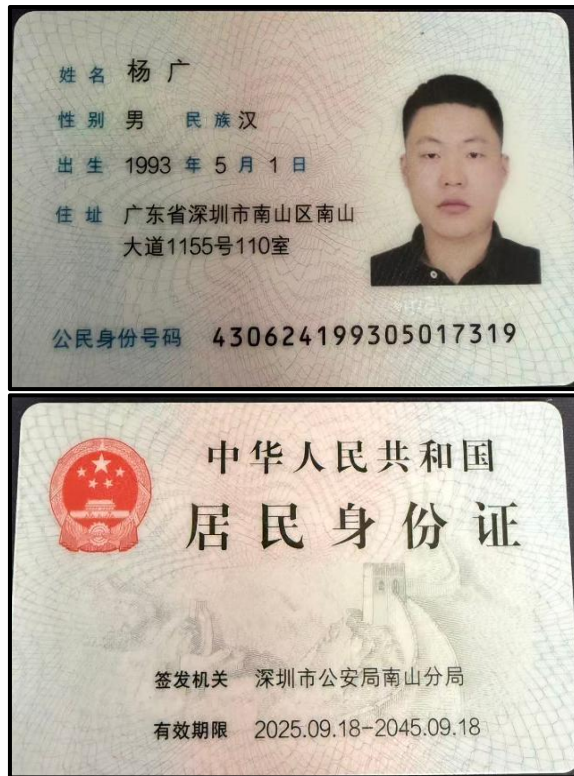 姓名 杨广
性别 男 民族 汉
出生 1993 年 5 月 1 日
住址 广东省深圳市南山区南山
大道1155号110室
公民身份号码 430624199305017319
中华人民共和国
居民身份证
签发机关 深圳市公安局南山分局
有效期限 2025.09.18-2045.09.18